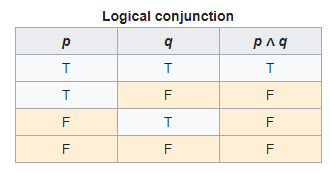 Logical conjunction
p q p ∧ q
T T T
T F F
F T F
F F F